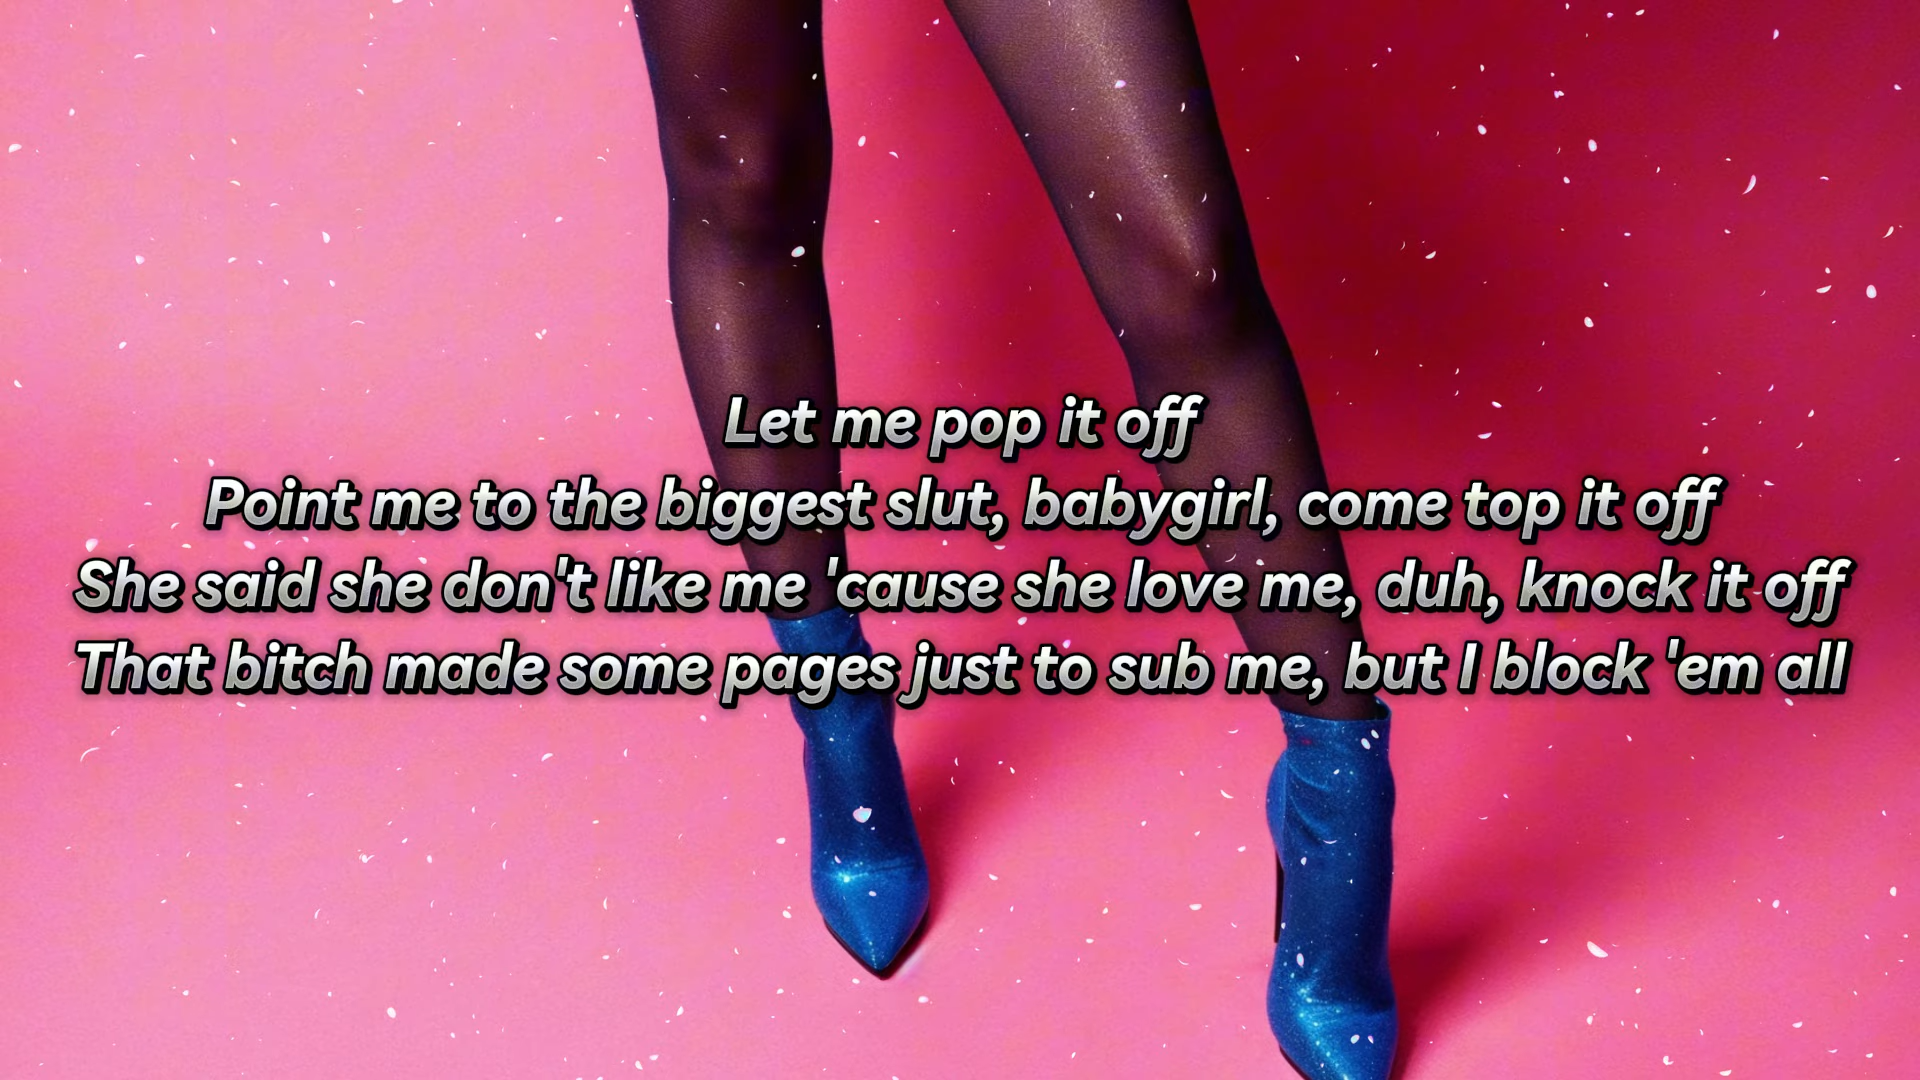 Let me pop it off
Point me to the biggest slut, babygirl, come top it off
She said she don't like me 'cause she love me, duh, knock it off
That bitch made some pages just to sub me, but I block 'em all